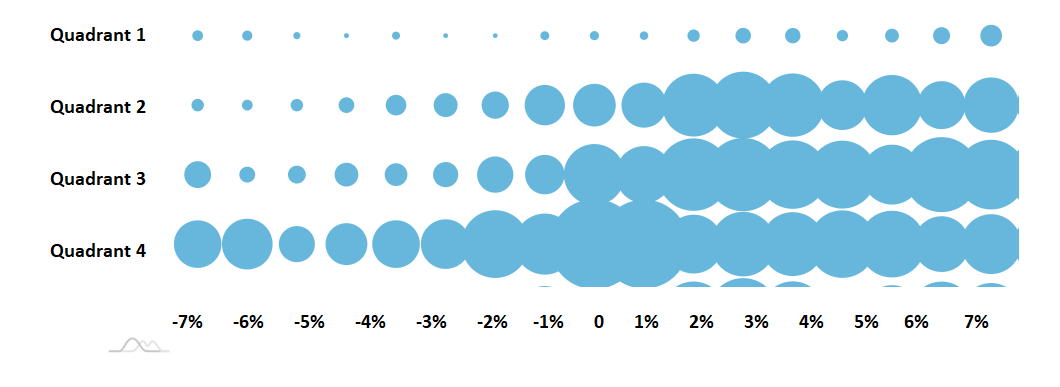 Quadrant 1
Quadrant 2
Quadrant 3
Quadrant 4
-7% -6% -5% -4% -3% -2% -1% 0 1% 2% 3% 4% 5% 6% 7%